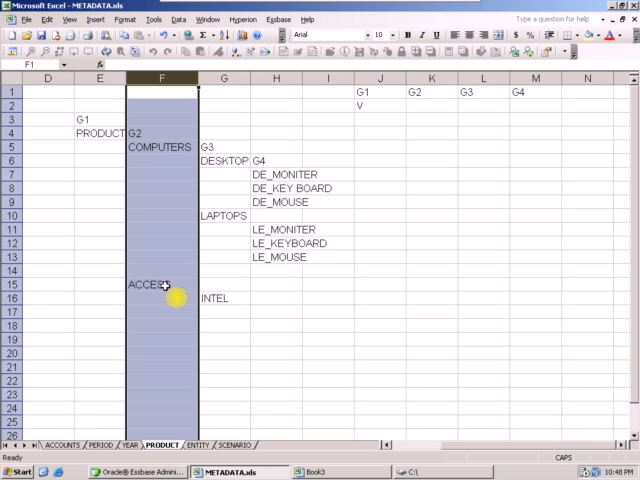 Microsoft Excel - METADATA.xls
File Edit View Insert Format Tools Data Window Hyperion Essbase Help
Type a question for help
Arial 10 B I U
F1 fx
D E F G H I J K L M N
1 G1 G2 G3 G4
2 V
3 G1
4 PRODUCT G2
5 COMPUTERS G3
6 DESKTOP G4
7 DE_MONITER
8 DE_KEY BOARD
9 DE_MOUSE
10 LAPTOPS
11 LE_MONITER
12 LE_KEYBOARD
13 LE_MOUSE
14
15 ACCESS
16 INTEL
17
18
19
20
21
22
23
24
25
26
ACCOUNTS PERIOD YEAR PRODUCT ENTITY SCENARIO
Ready CAPS
Start Oracle® Essbase Admini... METADATA.xls Book3 C:\ 10:48 PM